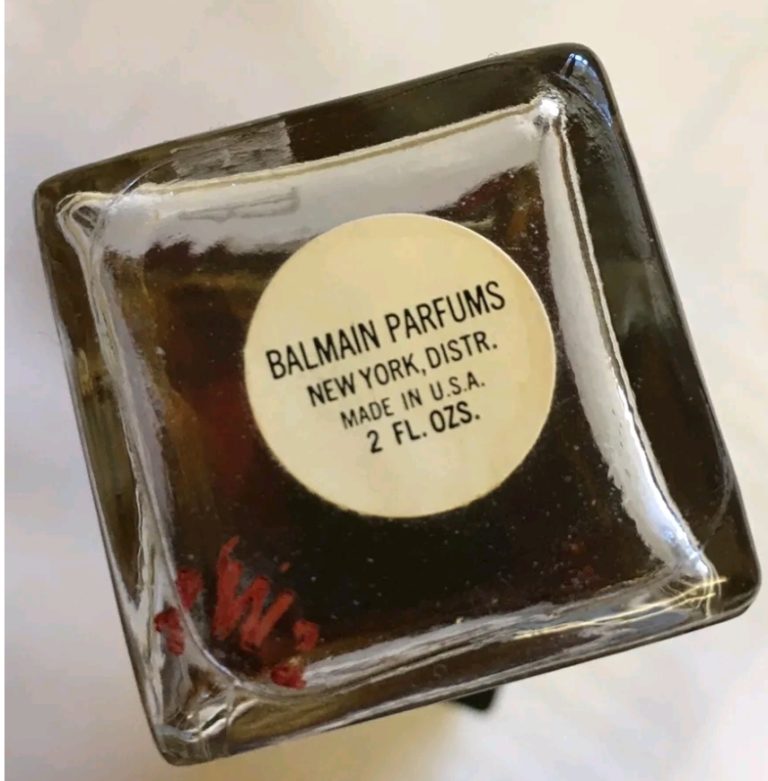 BALMAIN PARFUMS
NEW YORK, DISTR.
MADE IN U.S.A.
2 FL. OZS.